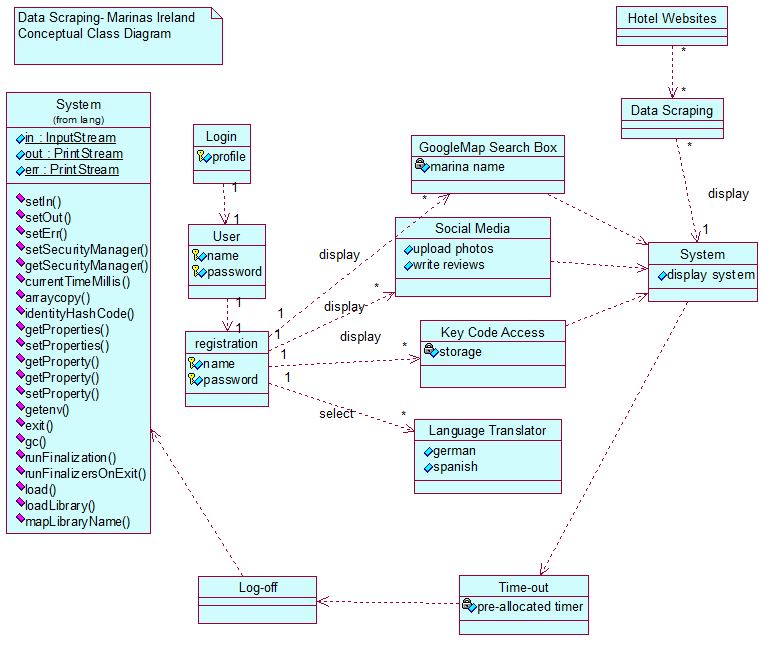 Data Scraping- Marinas Ireland
Conceptual Class Diagram
Hotel Websites
*
*
Data Scraping
*
display
1
System
(from lang)
in : InputStream
out : PrintStream
err : PrintStream
setIn()
setOut()
setErr()
setSecurityManager()
getSecurityManager()
currentTimeMillis()
arraycopy()
identityHashCode()
getProperties()
setProperties()
getProperty()
getProperty()
setProperty()
getenv()
exit()
gc()
runFinalization()
runFinalizersOnExit()
load()
loadLibrary()
mapLibraryName()
Login
profile
1
1
User
name
password
1
1
registration
name
password
1
display
*
1
display
*
1
display
*
1
select
*
GoogleMap Search Box
marina name
Social Media
upload photos
write reviews
Key Code Access
storage
Language Translator
german
spanish
System
display system
Log-off
Time-out
pre-allocated timer